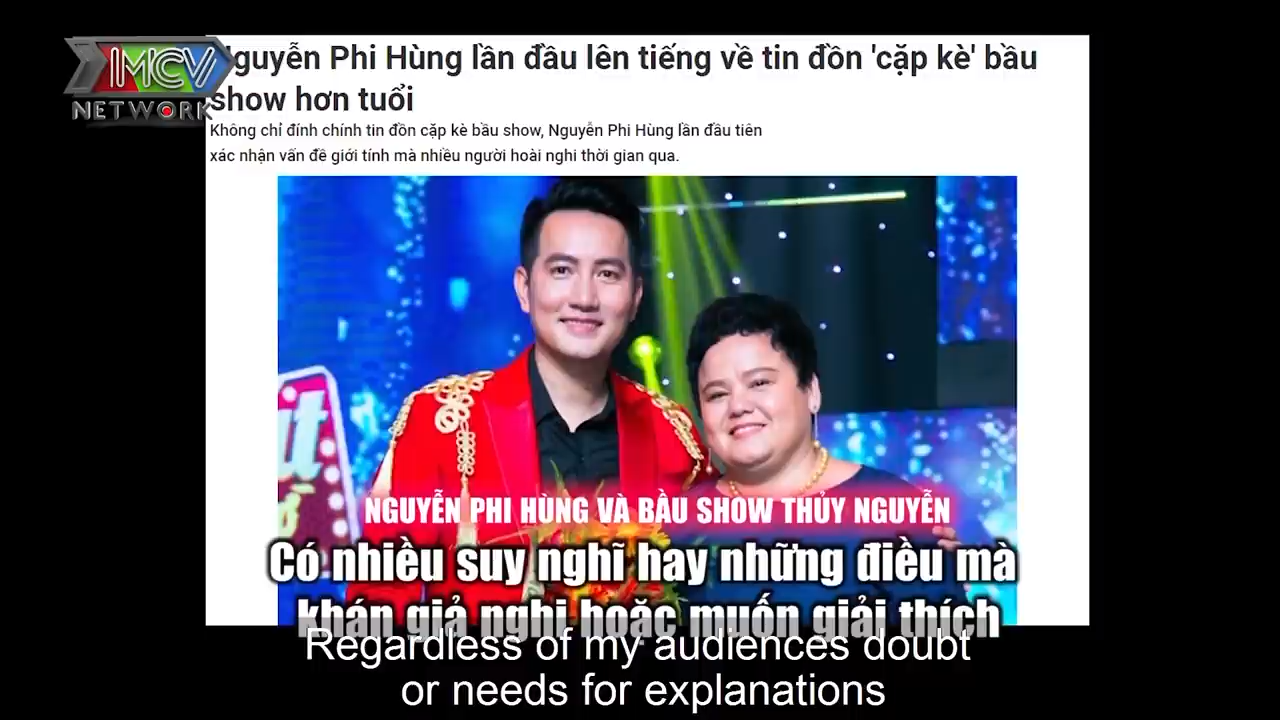 MCV
NETWORK
Nguyễn Phi Hùng lần đầu lên tiếng về tin đồn 'cặp kè' bầu
show hơn tuổi
Không chỉ đính chính tin đồn cặp kè bầu show, Nguyễn Phi Hùng lần đầu tiên
xác nhận vấn đề giới tính mà nhiều người hoài nghi thời gian qua.
NGUYỄN PHI HÙNG VÀ BẦU SHOW THỦY NGUYỄN
Có nhiều suy nghĩ hay những điều mà
khán giả nghi hoặc muốn giải thích
Regardless of my audiences doubt
or needs for explanations